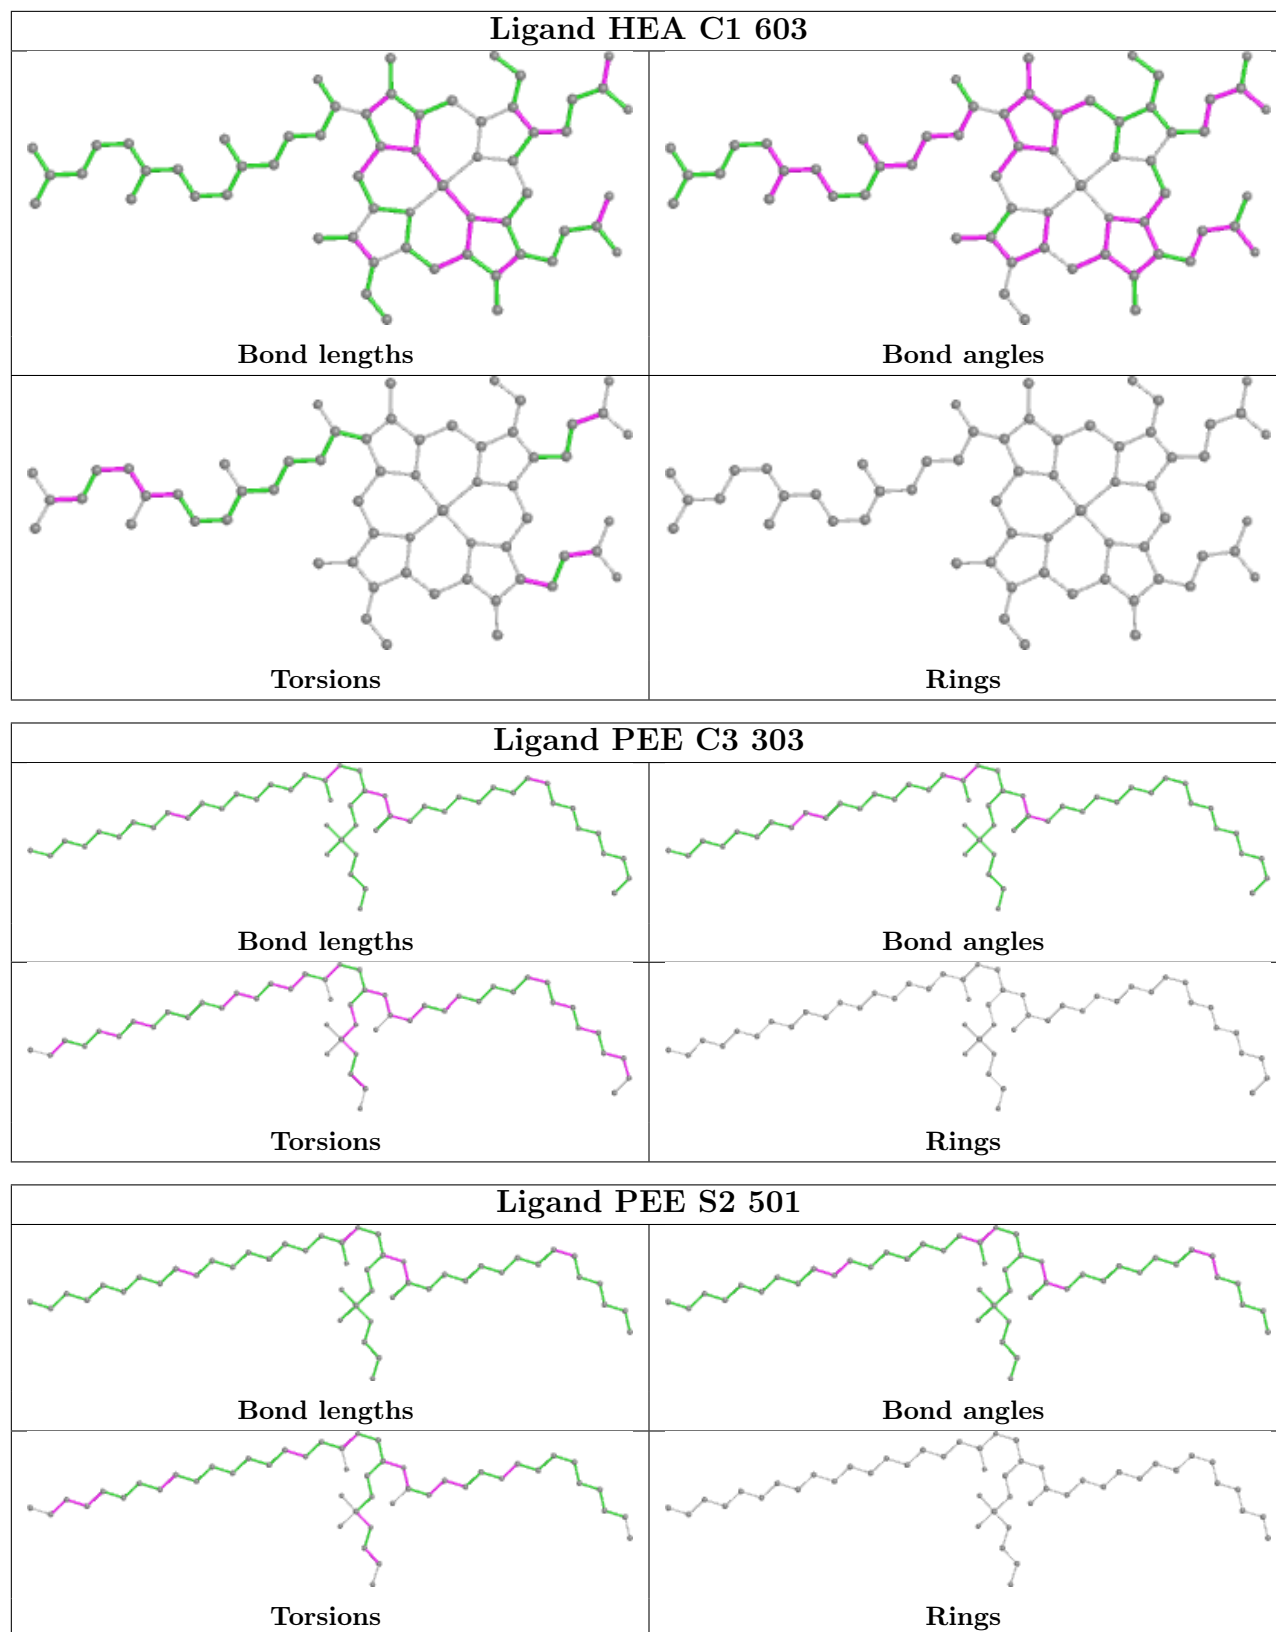 Ligand HEA C1 603
Bond lengths
Bond angles
Torsions
Rings
Ligand PEE C3 303
Bond lengths
Bond angles
Torsions
Rings
Ligand PEE S2 501
Bond lengths
Bond angles
Torsions
Rings